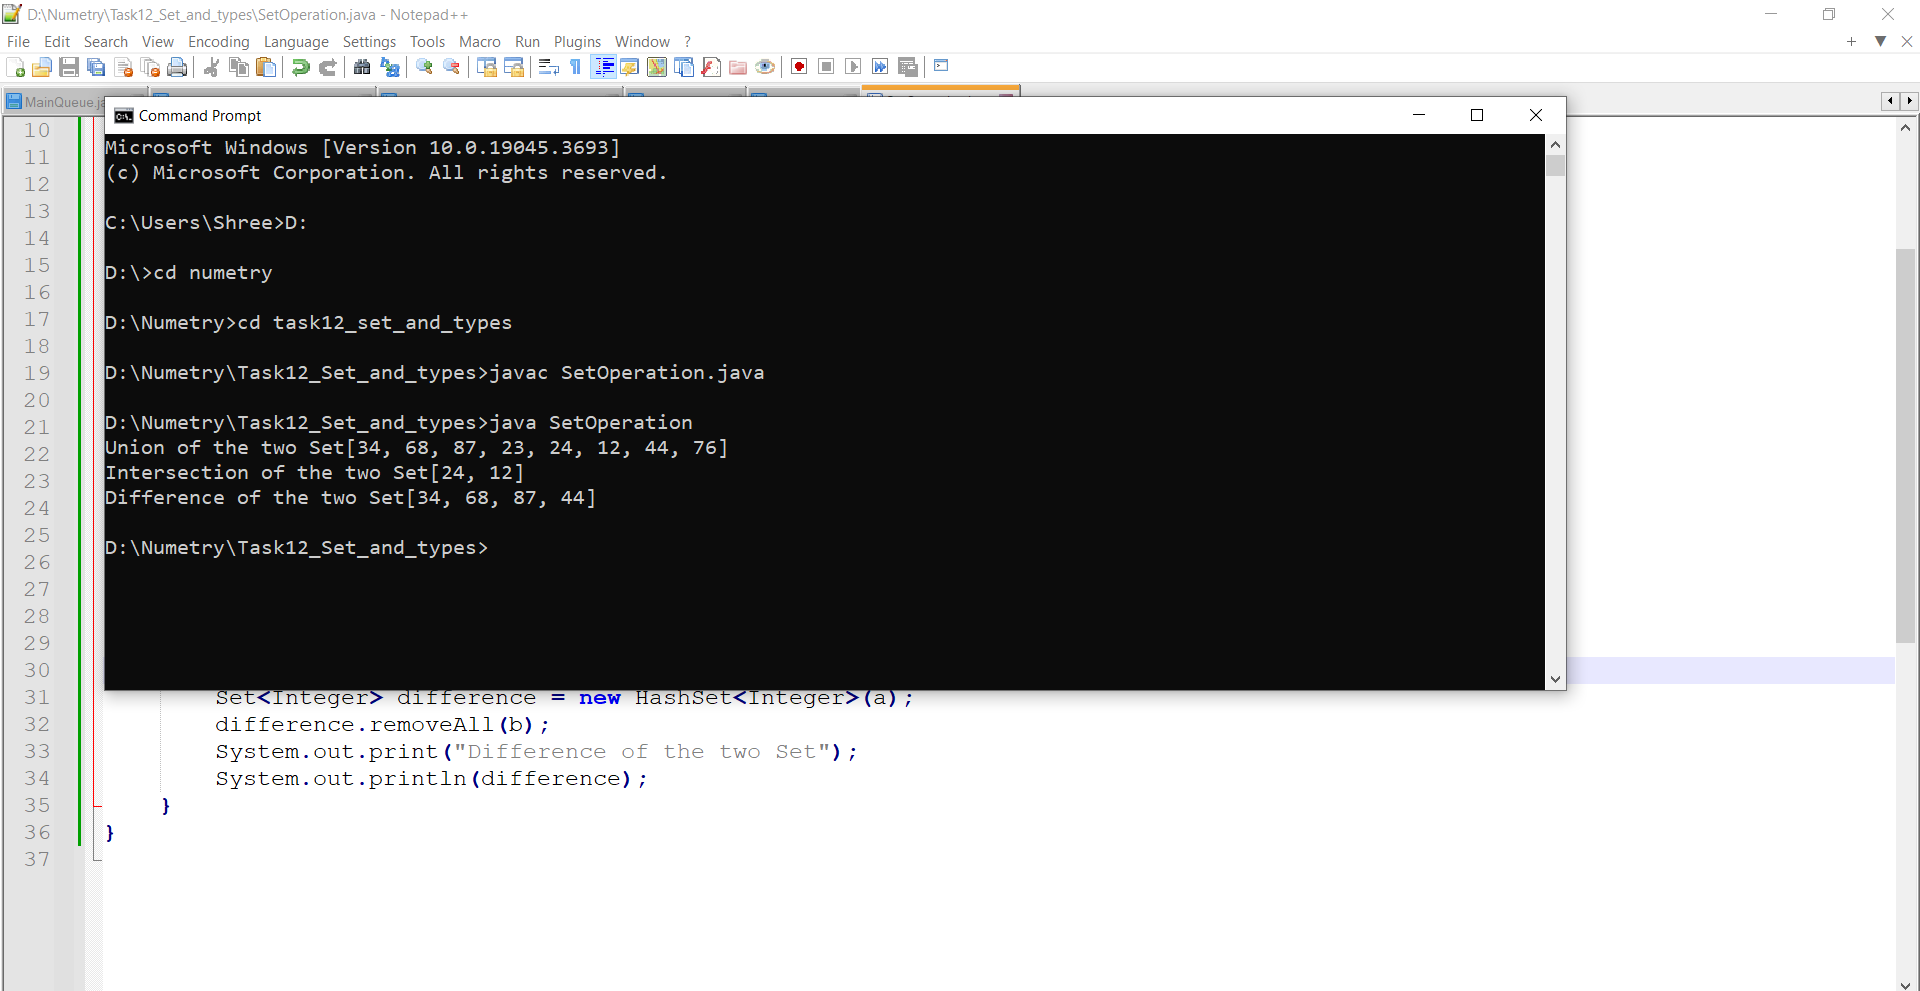 D:\Numetry\Task12_Set_and_types\SetOperation.java - Notepad++
File Edit Search View Encoding Language Settings Tools Macro Run Plugins Window ?
MainQueue.ja
Command Prompt
Microsoft Windows [Version 10.0.19045.3693]
(c) Microsoft Corporation. All rights reserved.
C:\Users\Shree>D:
D:\>cd numetry
D:\Numetry>cd task12_set_and_types
D:\Numetry\Task12_Set_and_types>javac SetOperation.java
D:\Numetry\Task12_Set_and_types>java SetOperation
Union of the two Set[34, 68, 87, 23, 24, 12, 44, 76]
Intersection of the two Set[24, 12]
Difference of the two Set[34, 68, 87, 44]
D:\Numetry\Task12_Set_and_types>
10
11
12
13
14
15
16
17
18
19
20
21
22
23
24
25
26
27
28
29
30
31 Set<Integer> difference = new HashSet<Integer>(a);
32 difference.removeAll(b);
33 System.out.print("Difference of the two Set");
34 System.out.println(difference);
35 }
36 }
37